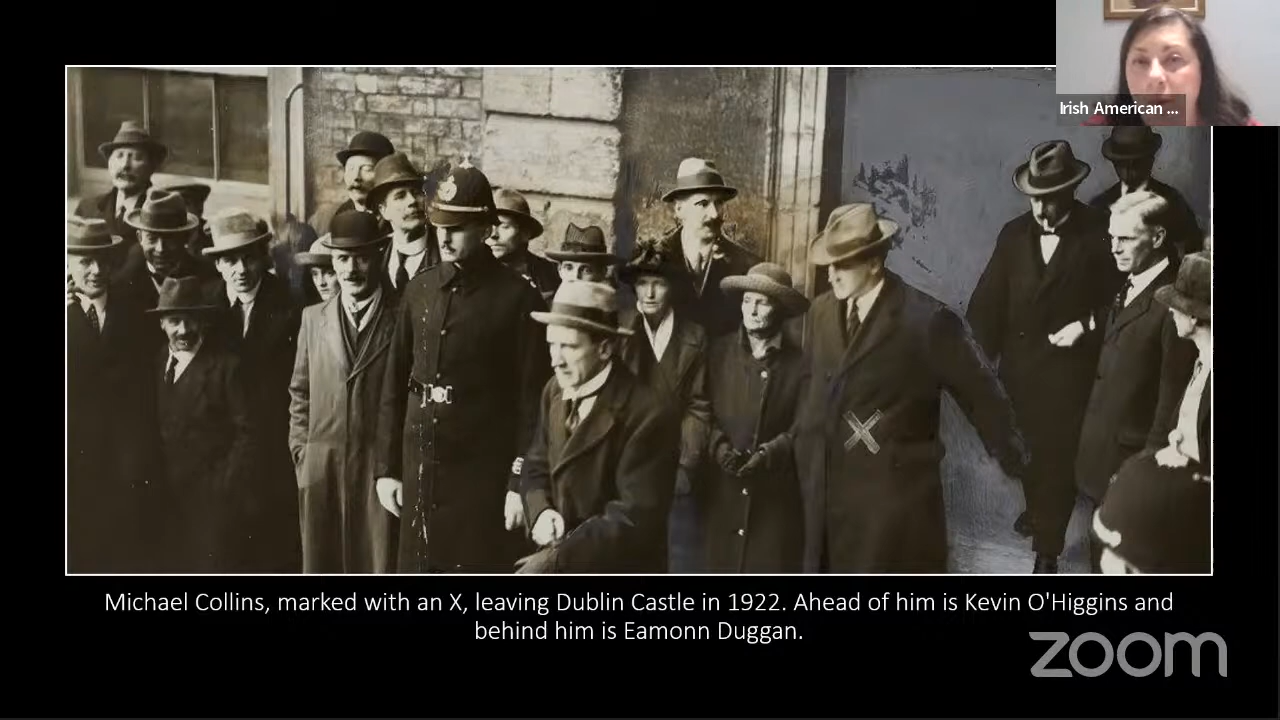 Irish American ...
Michael Collins, marked with an X, leaving Dublin Castle in 1922. Ahead of him is Kevin O'Higgins and
behind him is Eamonn Duggan.
zoom